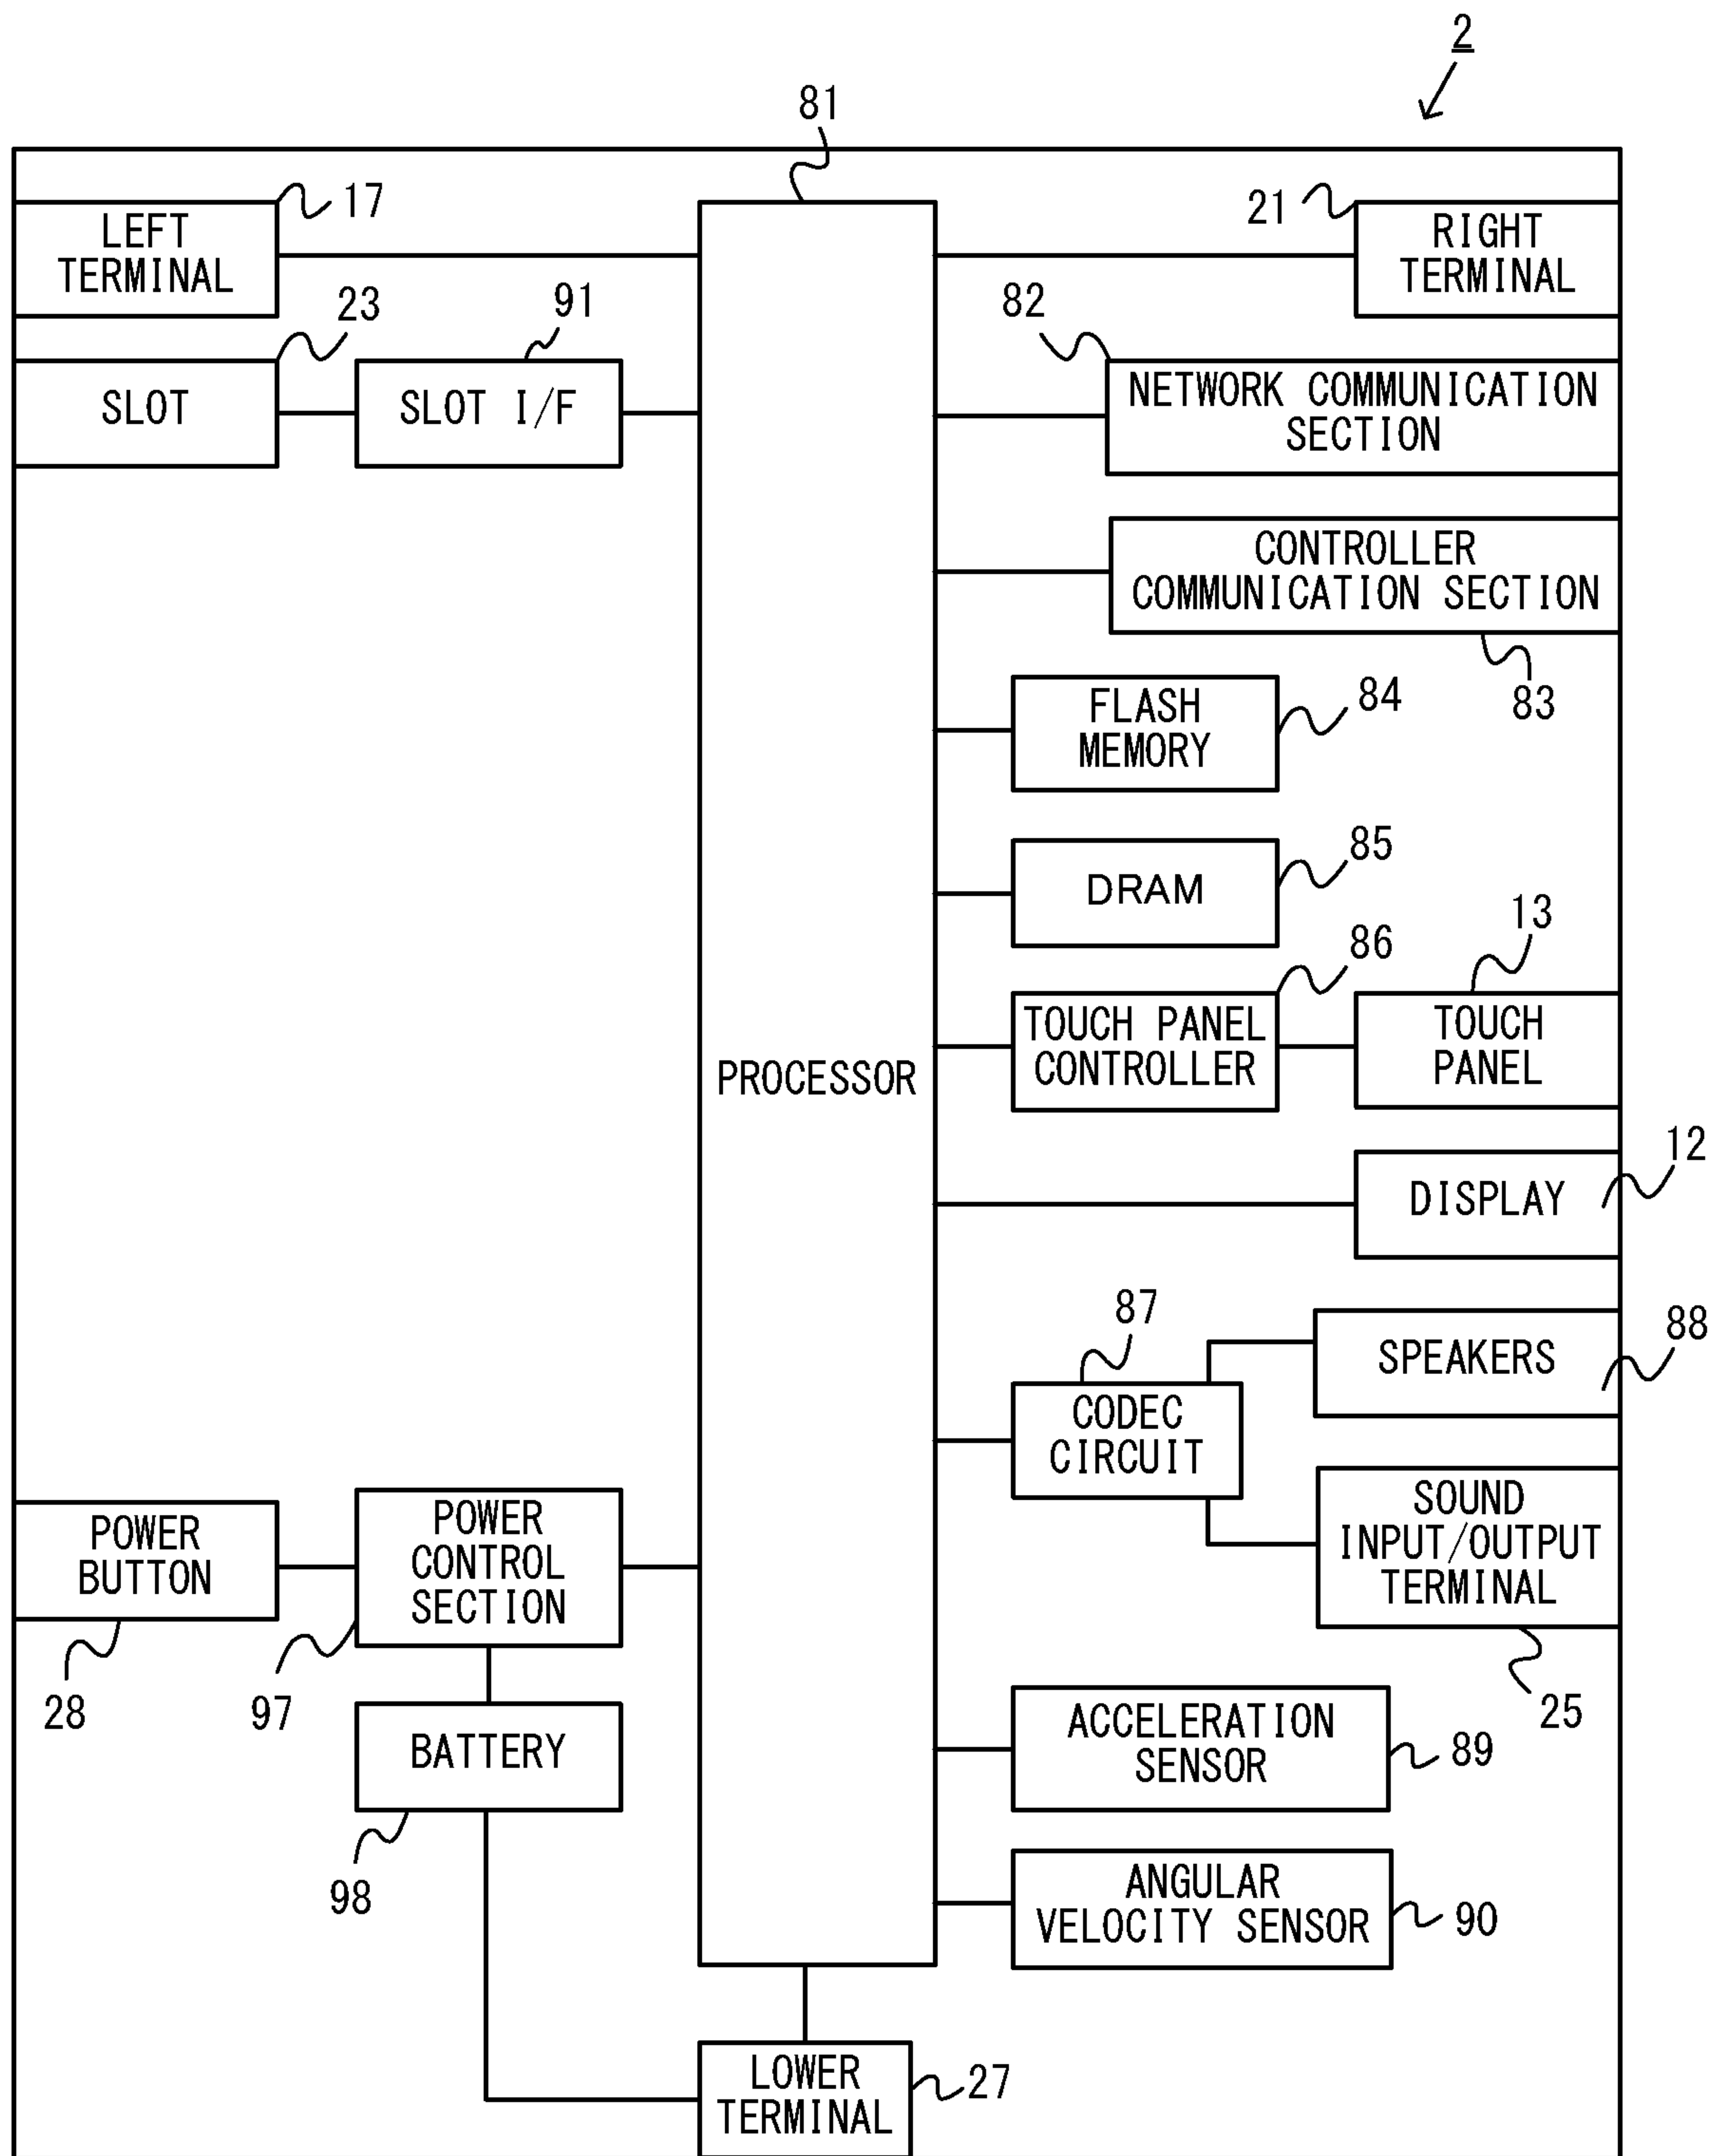 2
81
17
LEFT
TERMINAL
21
RIGHT
TERMINAL
23
SLOT
91
SLOT I/F
82
NETWORK COMMUNICATION
SECTION
CONTROLLER
COMMUNICATION SECTION
83
FLASH
MEMORY
84
DRAM
85
86
TOUCH PANEL
CONTROLLER
13
TOUCH
PANEL
PROCESSOR
DISPLAY
12
87
CODEC
CIRCUIT
SPEAKERS
88
SOUND
INPUT/OUTPUT
TERMINAL
25
POWER
BUTTON
28
POWER
CONTROL
SECTION
97
BATTERY
98
ACCELERATION
SENSOR
89
ANGULAR
VELOCITY SENSOR
90
LOWER
TERMINAL
27